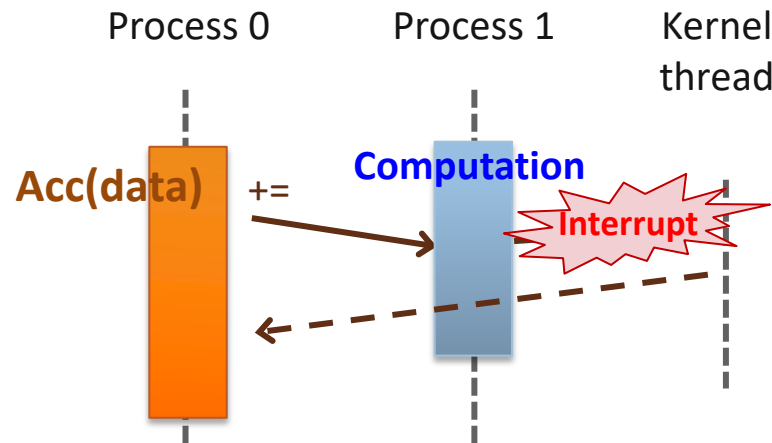 Process 0
Process 1
Kernel
thread
Acc(data)
+=
Computation
Interrupt